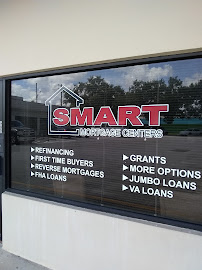 SMART
MORTGAGE CENTERS
▸REFINANCING
▸FIRST TIME BUYERS
▸REVERSE MORTGAGES
▸FHA LOANS
▸GRANTS
▸MORE OPTIONS
▸JUMBO LOANS
▸VA LOANS